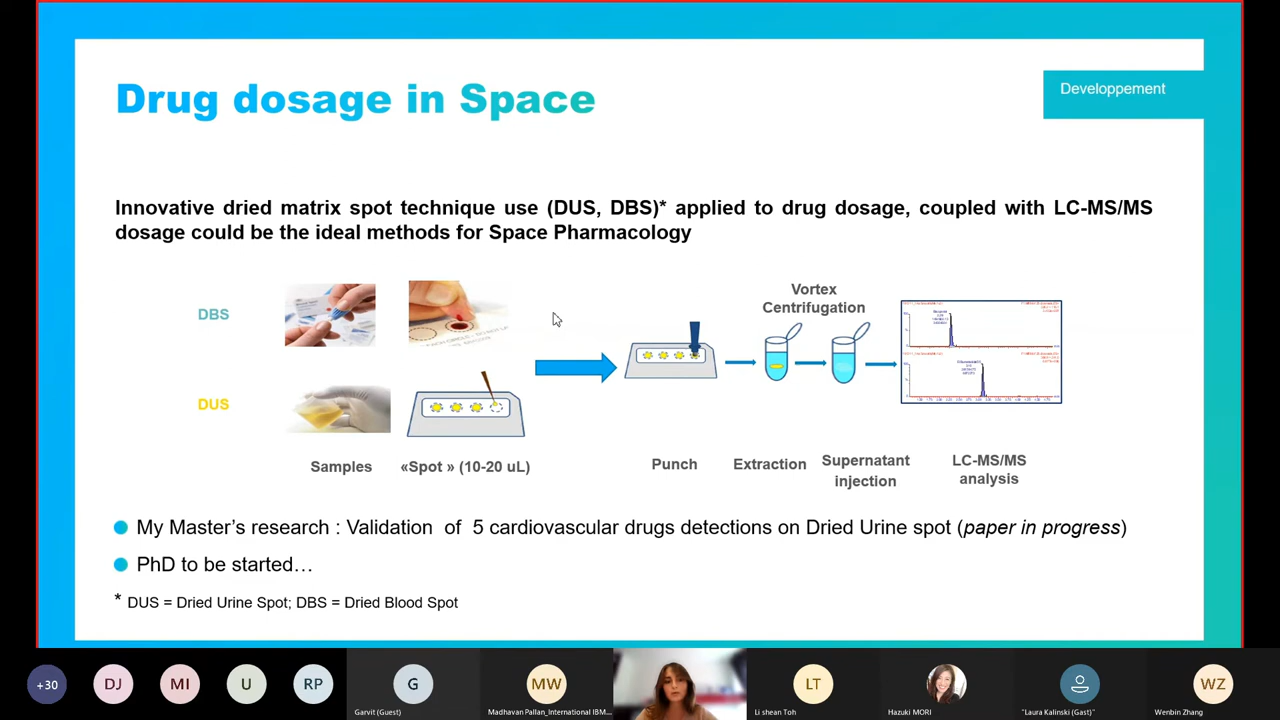 Drug dosage in Space
Developpement
Innovative dried matrix spot technique use (DUS, DBS)* applied to drug dosage, coupled with LC-MS/MS
dosage could be the ideal methods for Space Pharmacology
DBS
DUS
Vortex
Centrifugation
Samples
«Spot » (10-20 uL)
Punch
Extraction
Supernatant
injection
LC-MS/MS
analysis
My Master's research : Validation of 5 cardiovascular drugs detections on Dried Urine spot (paper in progress)
PhD to be started…
* DUS = Dried Urine Spot; DBS = Dried Blood Spot
+30
DJ
MI
U
RP
G
MW
LT
WZ
Garvit (Guest)
Madhavan Pallan_International IBM...
Li shean Toh
Hazuki MORI
"Laura Kalinski (Gast)"
Wenbin Zhang